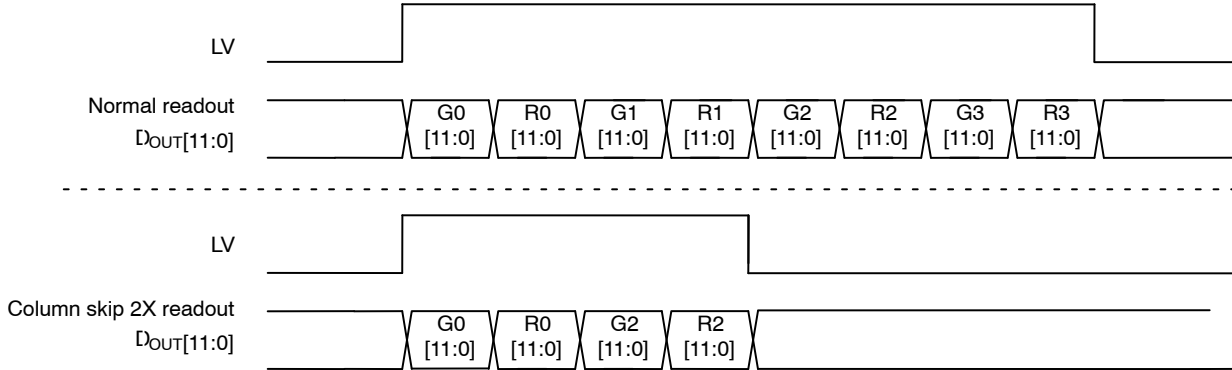 LV
Normal readout
DOUT[11:0]
G0 R0 G1 R1 G2 R2 G3 R3
[11:0] [11:0] [11:0] [11:0] [11:0] [11:0] [11:0] [11:0]
LV
Column skip 2X readout
DOUT[11:0]
G0 R0 G2 R2
[11:0] [11:0] [11:0] [11:0]